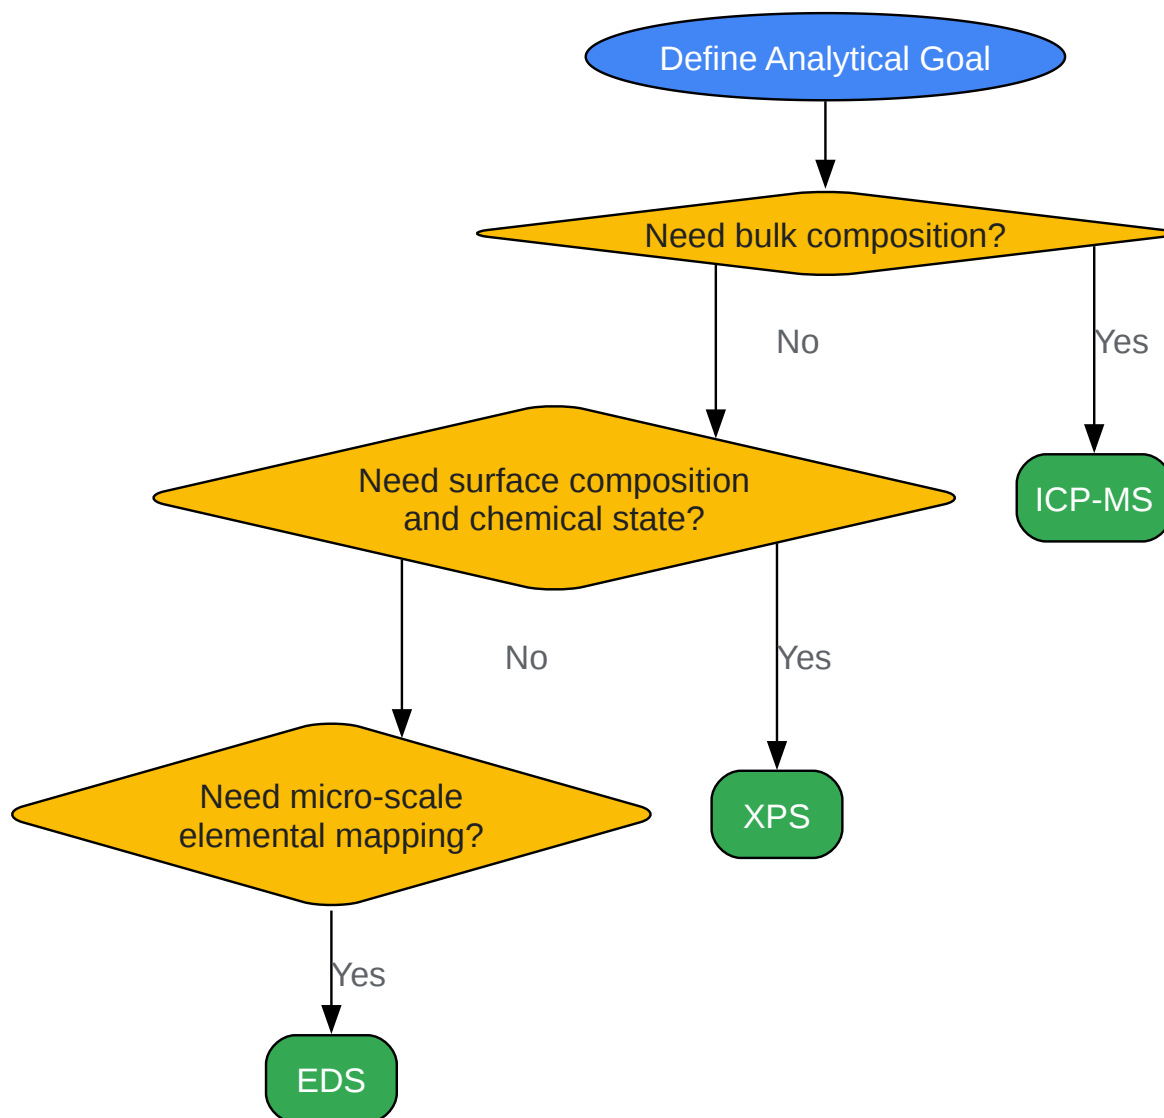 Define Analytical Goal
Need bulk composition?
No
Yes
Need surface composition
and chemical state?
ICP-MS
No
Yes
Need micro-scale
elemental mapping?
XPS
Yes
EDS